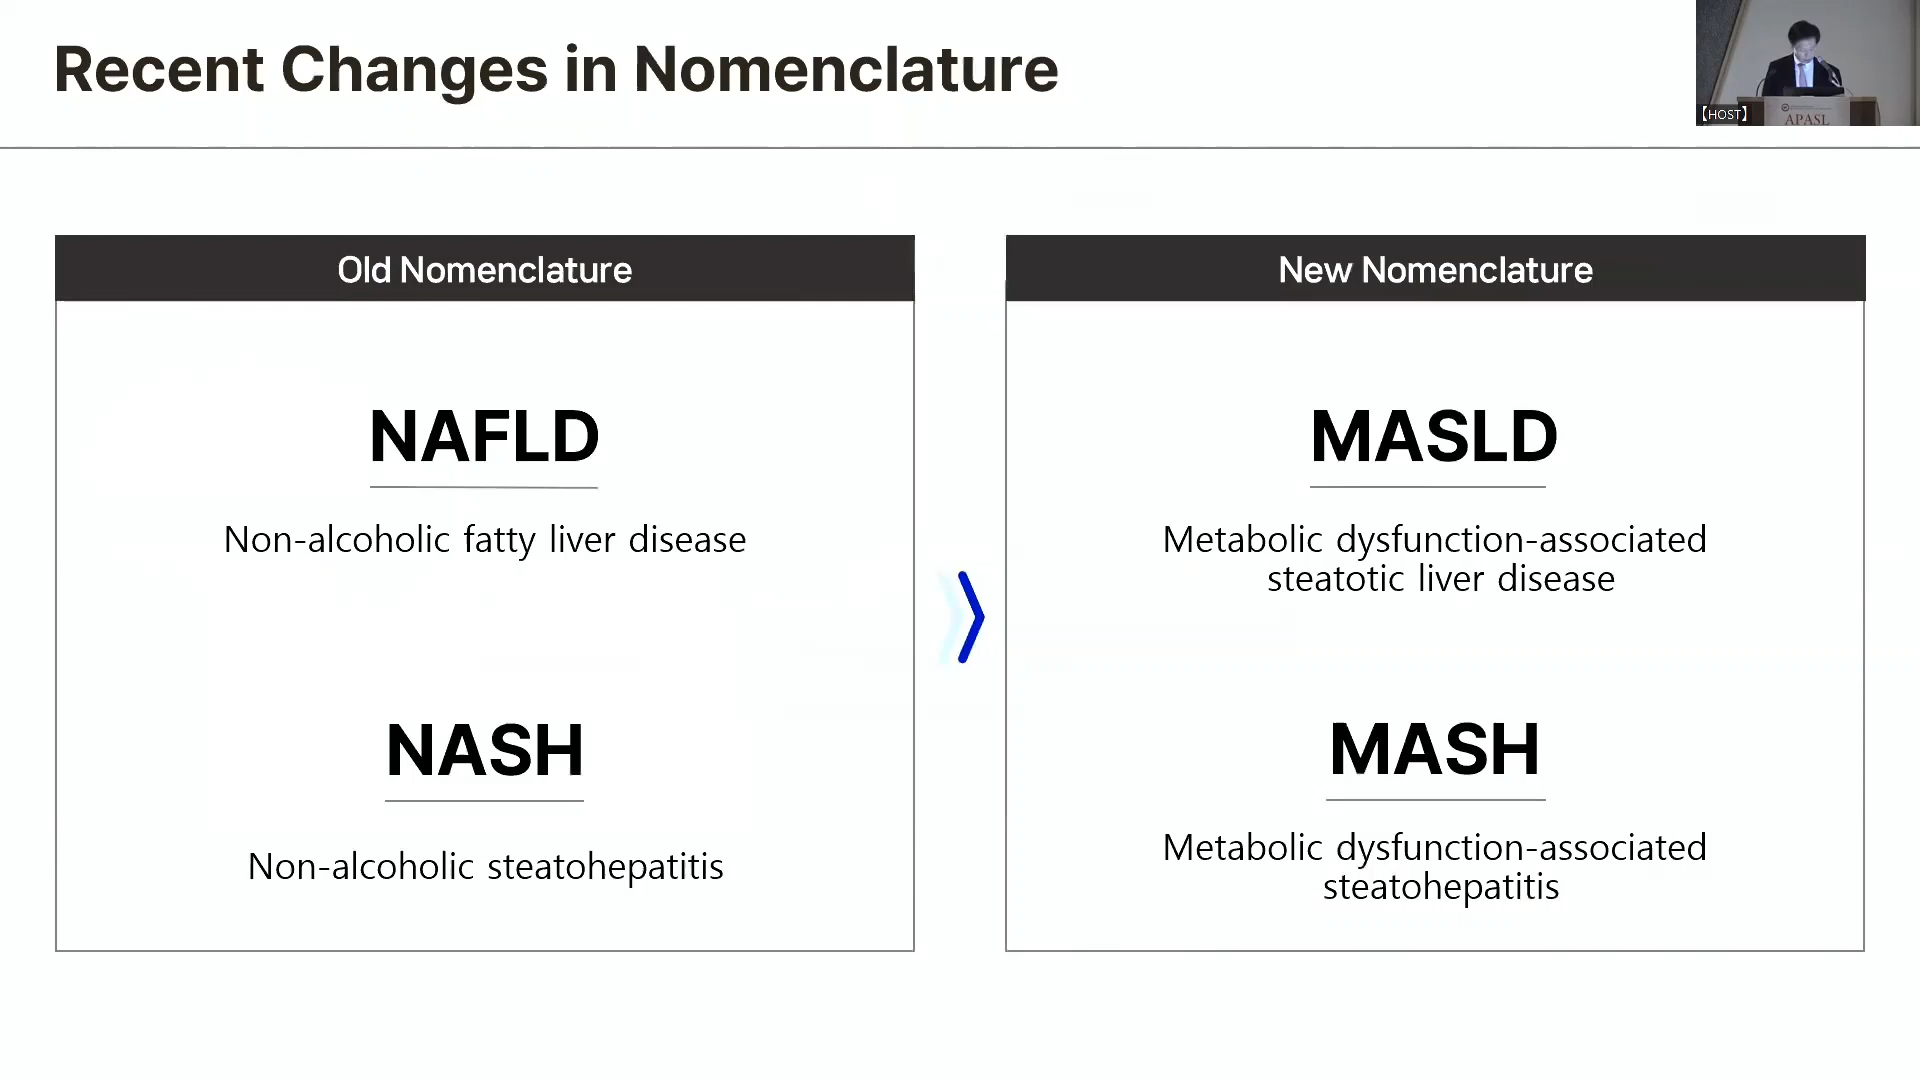 Recent Changes in Nomenclature
【HOST】
APASL
Old Nomenclature
NAFLD
Non-alcoholic fatty liver disease
NASH
Non-alcoholic steatohepatitis
New Nomenclature
MASLD
Metabolic dysfunction-associated
steatotic liver disease
MASH
Metabolic dysfunction-associated
steatohepatitis